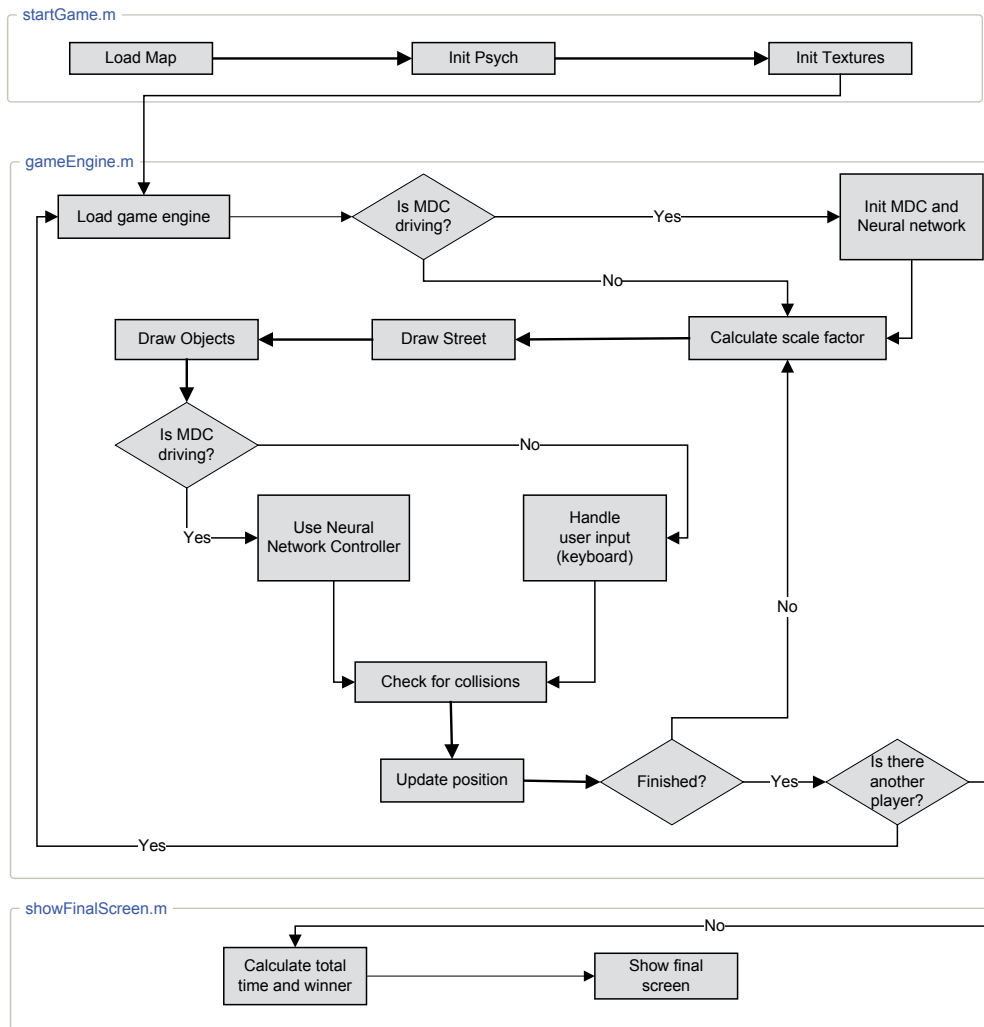 startGame.m
Load Map
Init Psych
Init Textures
gameEngine.m
Load game engine
Is MDC
driving?
Yes
Init MDC and
Neural network
No
Draw Objects
Draw Street
Calculate scale factor
Is MDC
driving?
No
Yes
Use Neural
Network Controller
Handle
user input
(keyboard)
No
Check for collisions
Update position
Finished?
Yes
Is there
another
player?
Yes
showFinalScreen.m
No
Calculate total
time and winner
Show final
screen